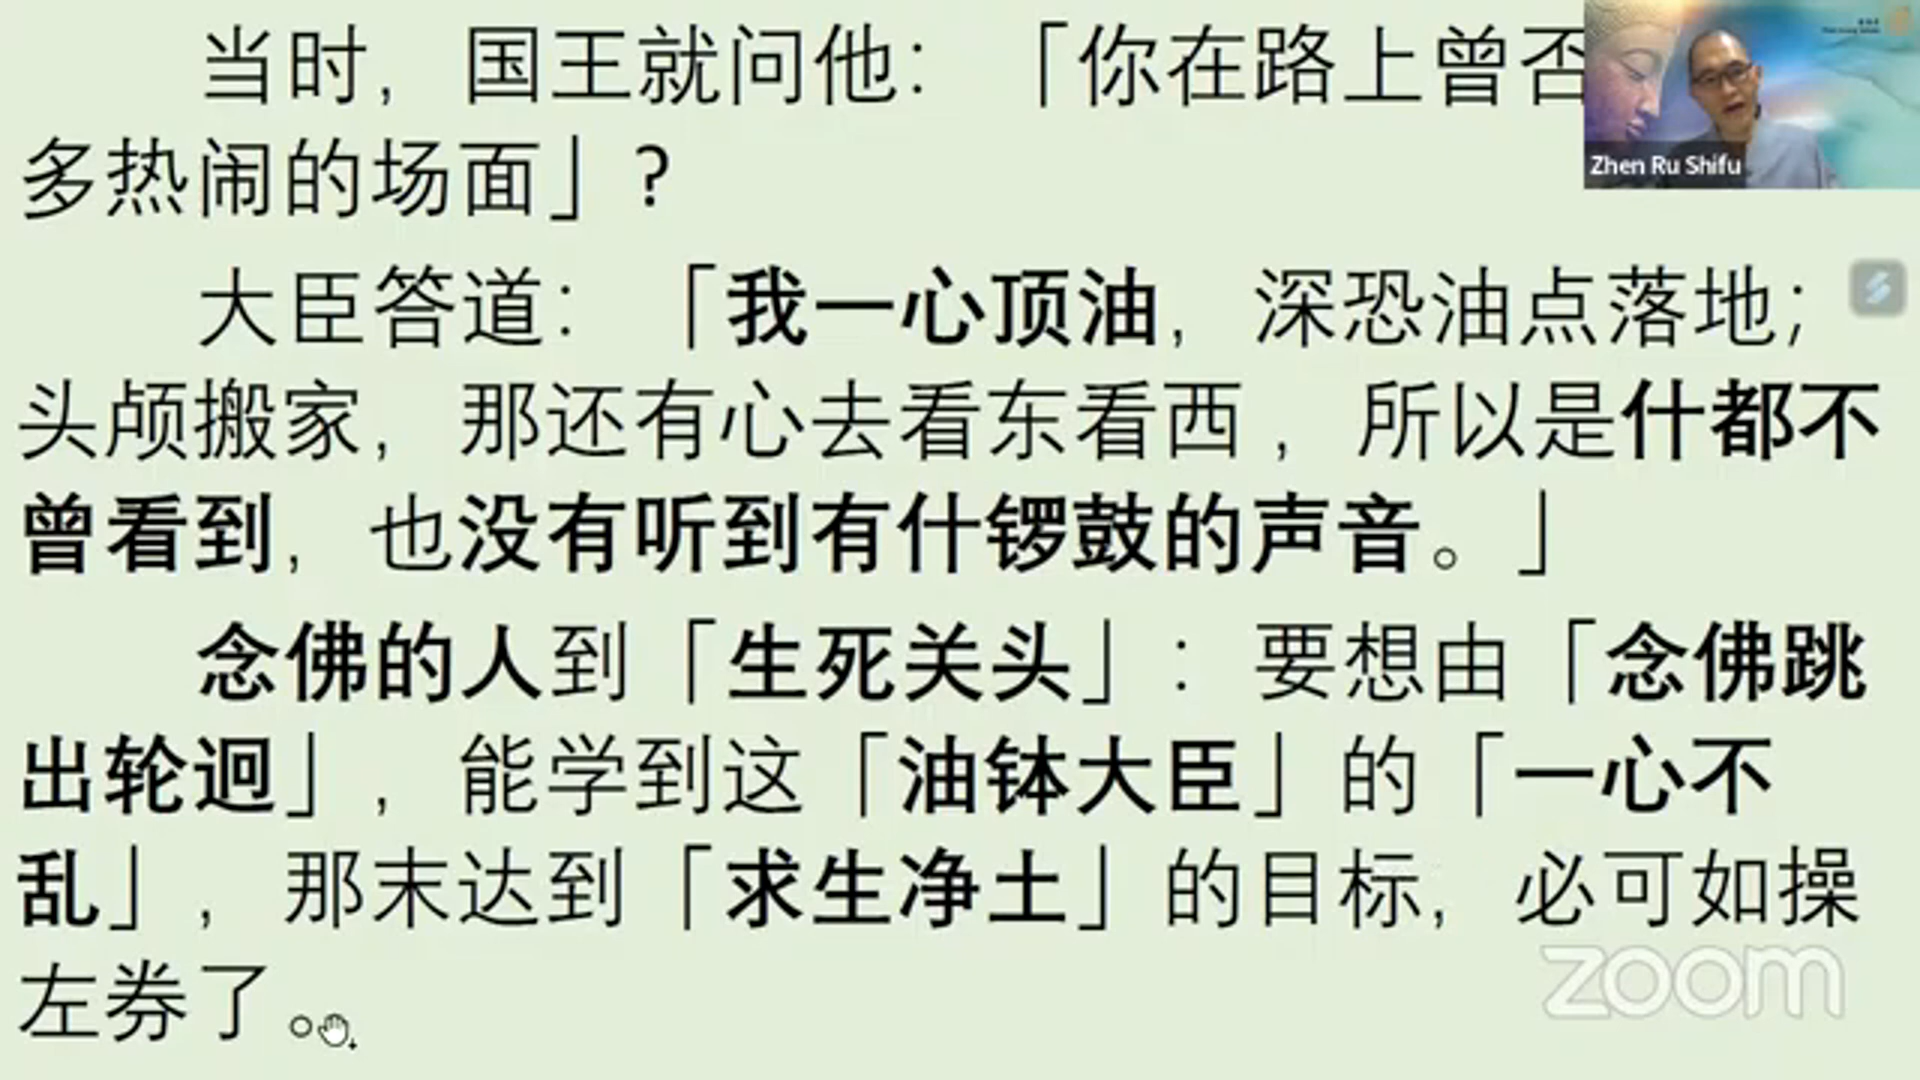 当时，国王就问他：「你在路上曾否
多热闹的场面」?
大臣答道：「我一心顶油，深恐油点落地；
头颅搬家，那还有心去看东看西，所以是什都不
曾看到，也没有听到有什锣鼓的声音。」
念佛的人到「生死关头」：要想由「念佛跳
出轮迴」，能学到这「油钵大臣」的「一心不
乱」，那末达到「求生净土」的目标，必可如操
左券了。
Zhen Ru Shifu
zoom